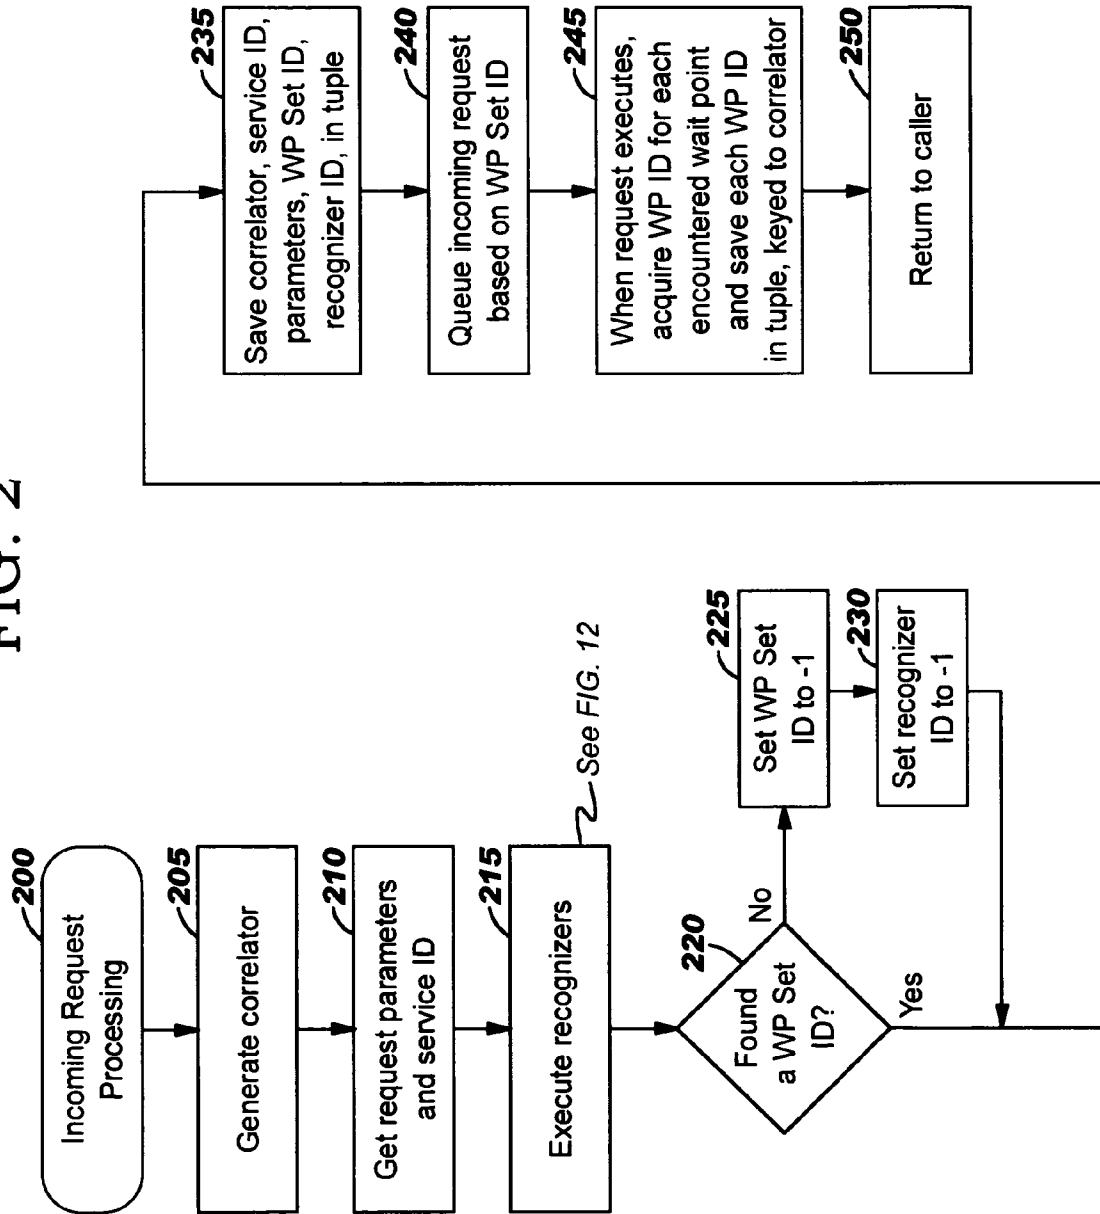 FIG. 2
200
Incoming Request
Processing
205
Generate correlator
210
Get request parameters
and service ID
215
Execute recognizers
See FIG. 12
220
Found
a WP Set
ID?
No
Yes
225
Set WP Set
ID to -1
230
Set recognizer
ID to -1
235
Save correlator, service ID,
parameters, WP Set ID,
recognizer ID, in tuple
240
Queue incoming request
based on WP Set ID
245
When request executes,
acquire WP ID for each
encountered wait point
and save each WP ID
in tuple, keyed to correlator
250
Return to caller